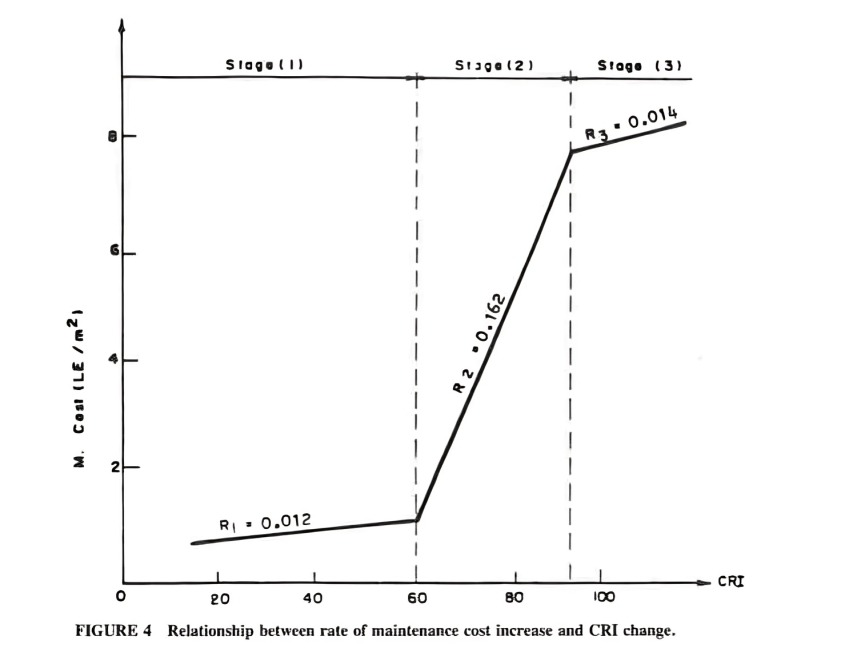 Stage(1)
Stage(2)
Stage (3)
8
6
4
2
M. Cost (LE/m²)
R1 = 0.012
R2 = 0.162
R3 = 0.014
0
20
40
60
80
100
CRI
FIGURE 4 Relationship between rate of maintenance cost increase and CRI change.